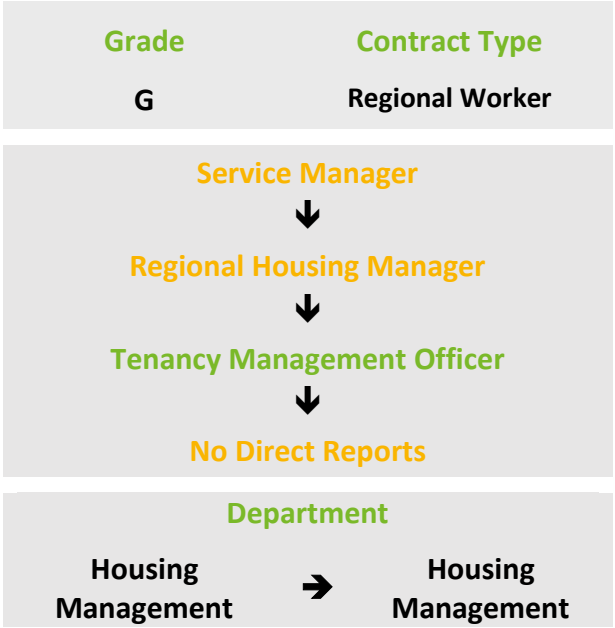 Grade Contract Type
G Regional Worker
Service Manager
↓
Regional Housing Manager
↓
Tenancy Management Officer
↓
No Direct Reports
Department
Housing ➔ Housing
Management Management